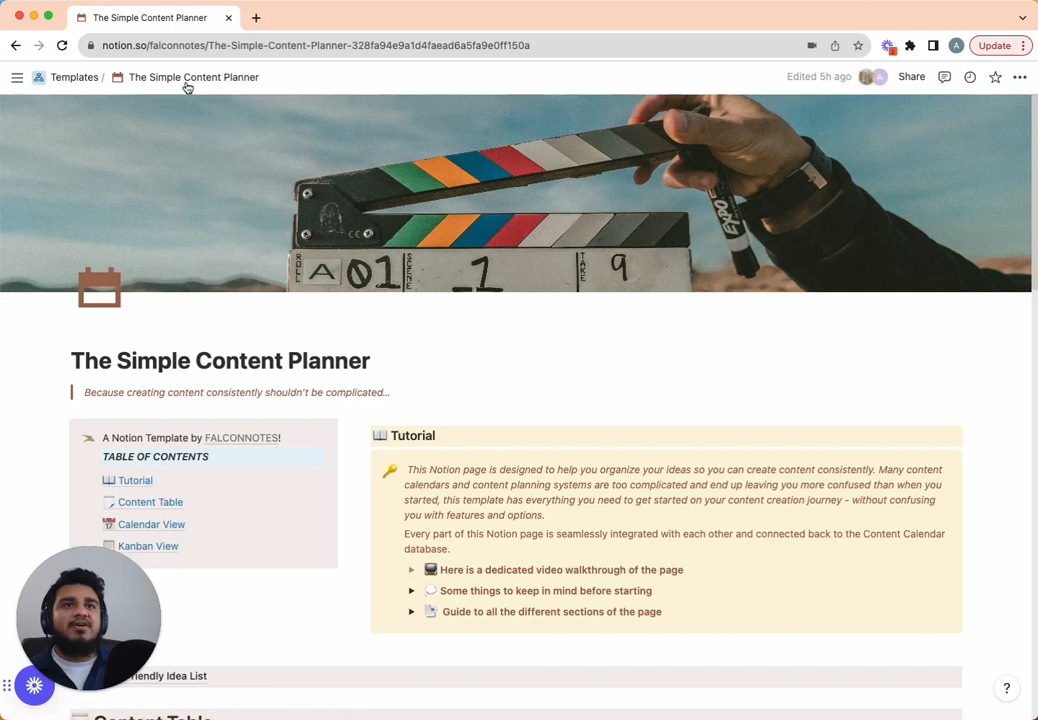 The Simple Content Planner
notion.so/falconnotes/The-Simple-Content-Planner-328fa94e9a1d4faead6a5fa9e0ff150a
A
Update
Templates / The Simple Content Planner
Edited 5h ago
A
Share
ROLL
A 01
SCENE
1
TAKE
9
CE
EXPO
The Simple Content Planner
Because creating content consistently shouldn't be complicated...
A Notion Template by FALCONNOTES!
TABLE OF CONTENTS
📖 Tutorial
Content Table
Calendar View
Kanban View
📖 Tutorial
This Notion page is designed to help you organize your ideas so you can create content consistently. Many content
calendars and content planning systems are too complicated and end up leaving you more confused than when you
started, this template has everything you need to get started on your content creation journey - without confusing
you with features and options.
Every part of this Notion page is seamlessly integrated with each other and connected back to the Content Calendar
database.
Here is a dedicated video walkthrough of the page
Some things to keep in mind before starting
Guide to all the different sections of the page
riendly Idea List
Content Table
?